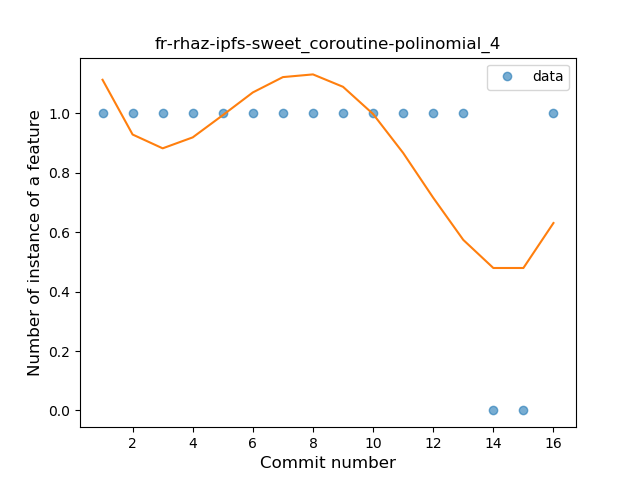 fr-rhaz-ipfs-sweet_coroutine-polinomial_4
data
Number of instance of a feature
1.0
0.8
0.6
0.4
0.2
0.0
2 4 6 8 10 12 14 16
Commit number